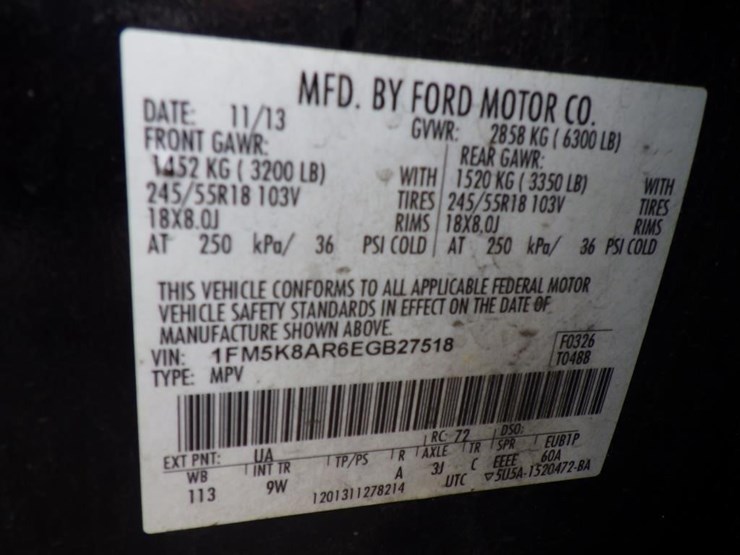 MFD. BY FORD MOTOR CO.
DATE: 11/13 GVWR: 2858 KG ( 6300 LB)
FRONT GAWR: REAR GAWR:
1452 KG ( 3200 LB) WITH 1520 KG ( 3350 LB) WITH
245/55R18 103V TIRES 245/55R18 103V TIRES
18X8.0J RIMS 18X8.0J RIMS
AT 250 kPa/ 36 PSI COLD AT 250 kPa/ 36 PSI COLD
THIS VEHICLE CONFORMS TO ALL APPLICABLE FEDERAL MOTOR
VEHICLE SAFETY STANDARDS IN EFFECT ON THE DATE OF
MANUFACTURE SHOWN ABOVE.
VIN: 1FM5K8AR6EGB27518 F0326
TYPE: MPV T0488
EXT PNT: UA RC: 72 DSO:
WB INT TR TP/PS R AXLE TR SPR EUB1P
113 9W A 3J C EEEE 60A
1201311278214 UTC ▽5U5A-1520472-BA